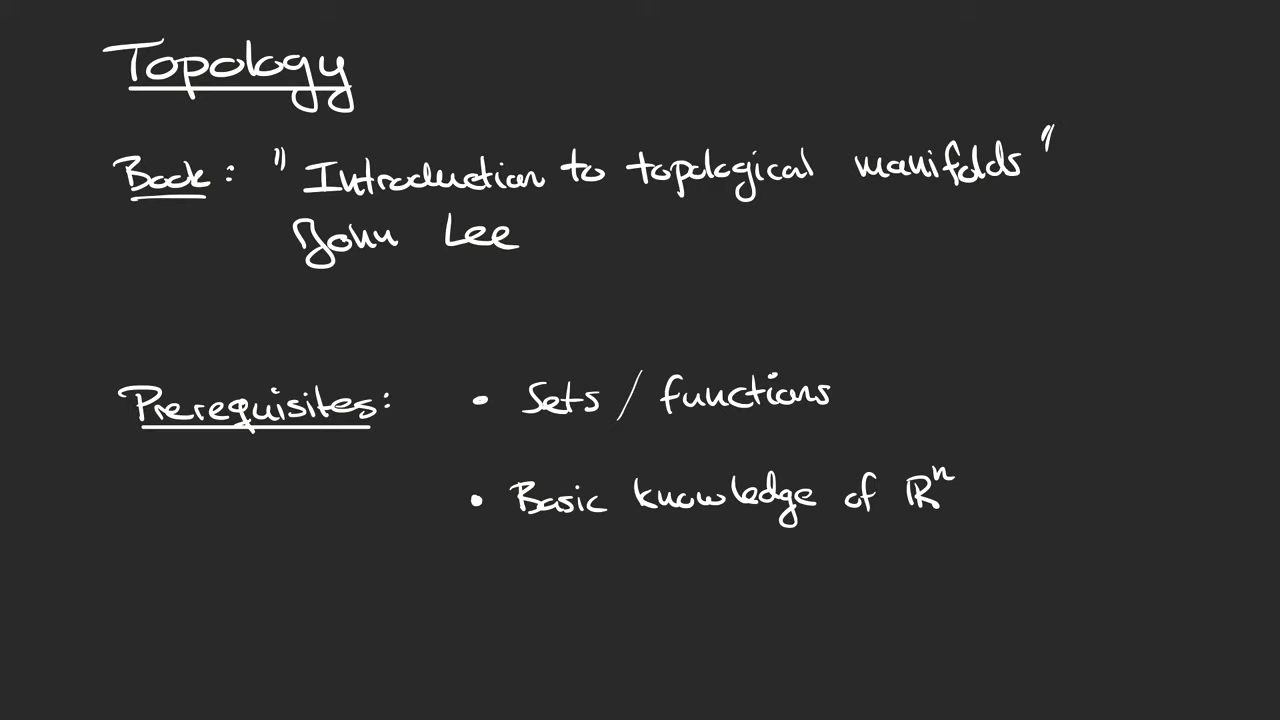 Topology
Book: "Introduction to topological manifolds"
John Lee
Prerequisites: • Sets / functions
• Basic knowledge of ℝⁿ